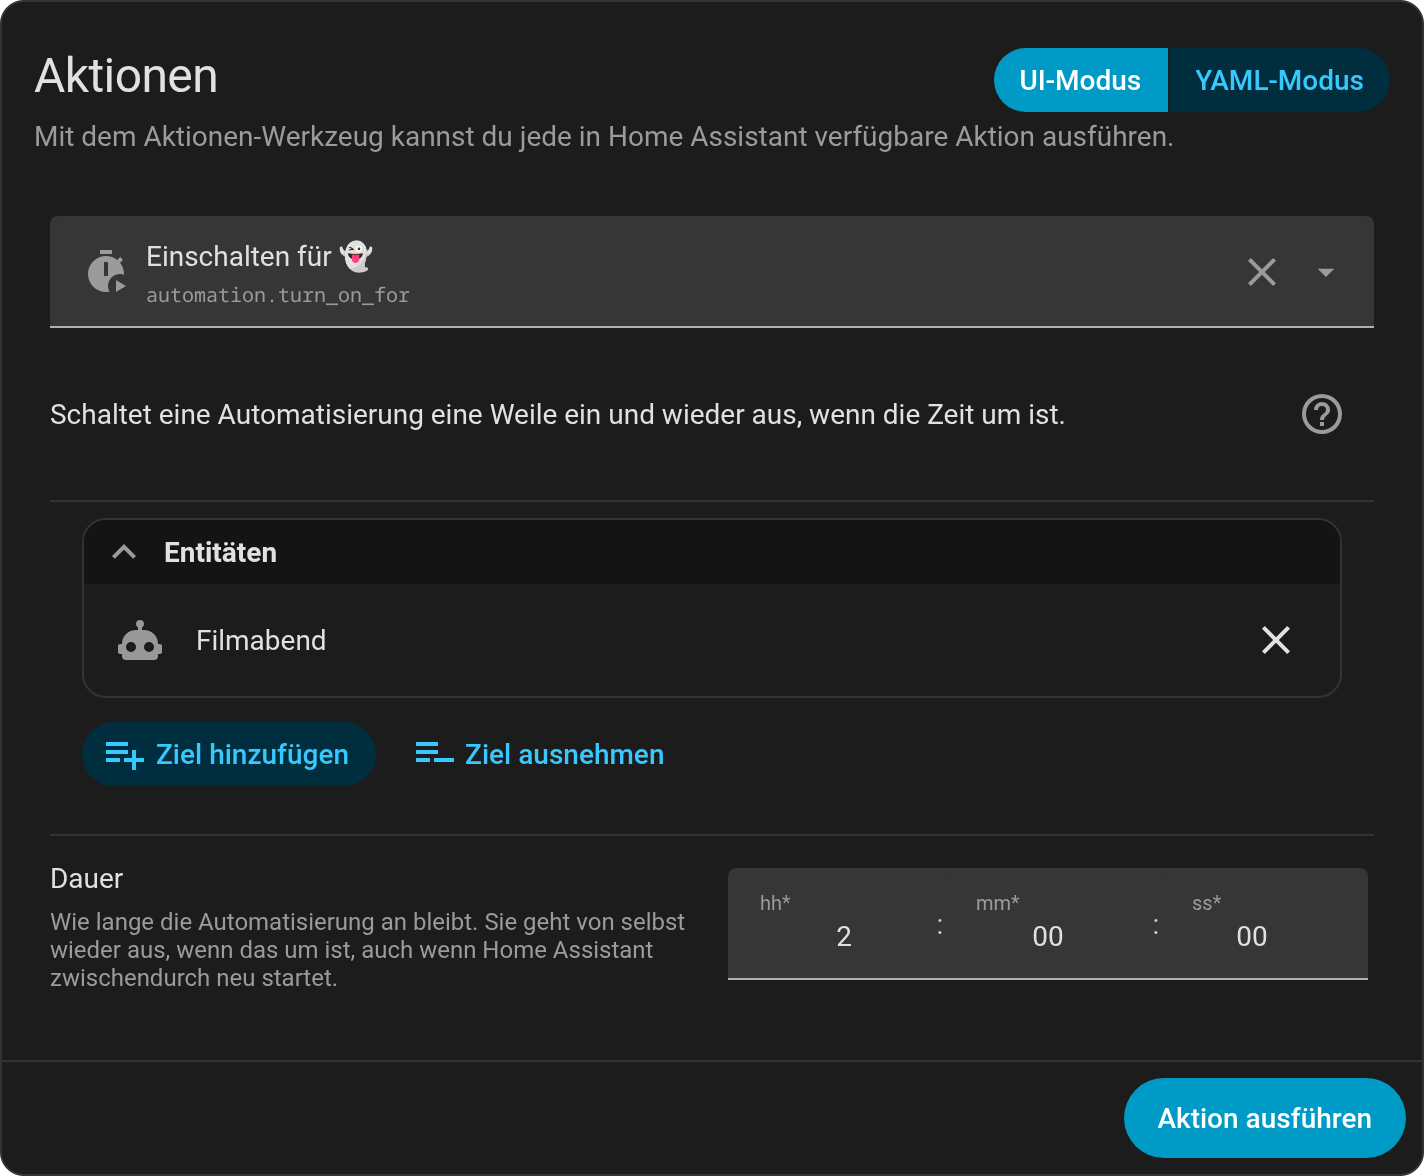 Aktionen
UI-Modus
YAML-Modus
Mit dem Aktionen-Werkzeug kannst du jede in Home Assistant verfügbare Aktion ausführen.
Einschalten für 👻
automation.turn_on_for
Schaltet eine Automatisierung eine Weile ein und wieder aus, wenn die Zeit um ist.
Entitäten
Filmabend
Ziel hinzufügen
Ziel ausnehmen
Dauer
Wie lange die Automatisierung an bleibt. Sie geht von selbst
wieder aus, wenn das um ist, auch wenn Home Assistant
zwischendurch neu startet.
hh* mm* ss*
2 : 00 : 00
Aktion ausführen